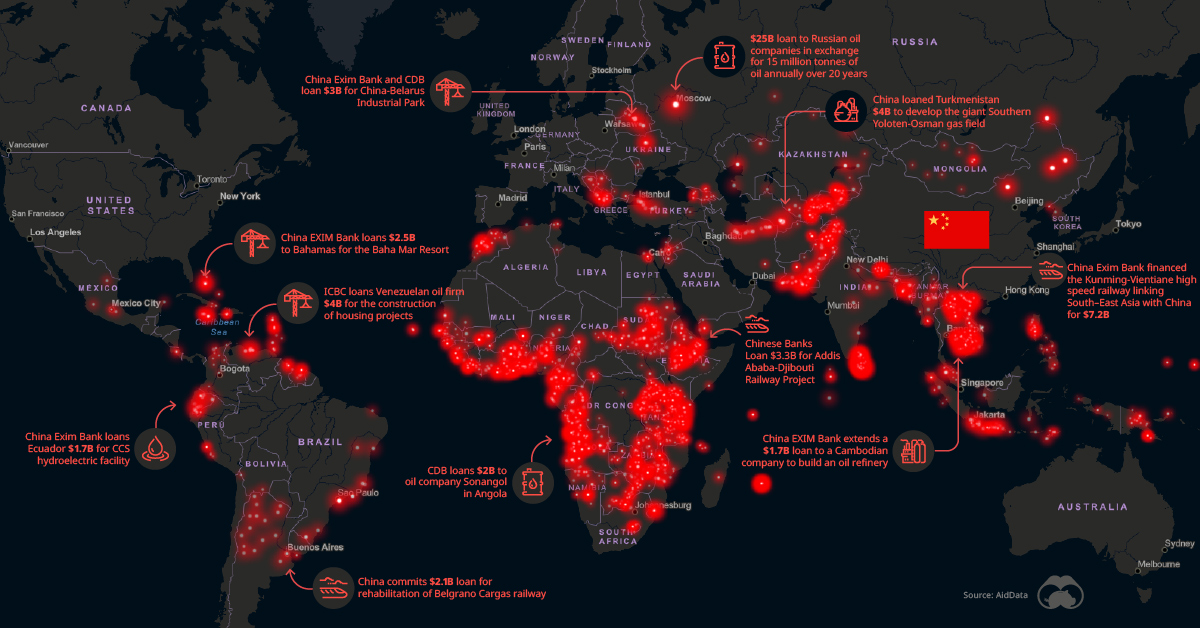 SWEDEN
FINLAND
NORWAY
Stockholm
RUSSIA
$25B loan to Russian oil
companies in exchange
for 15 million tonnes of
oil annually over 20 years
China Exim Bank and CDB
loan $3B for China-Belarus
Industrial Park
Moscow
China loaned Turkmenistan
$4B to develop the giant Southern
Yoloten-Osman gas field
CANADA
UNITED
KINGDOM
London
GERMANY
Warsaw
Vancouver
Paris
UKRAINE
KAZAKHSTAN
FRANCE
Milan
MONGOLIA
Toronto
ITALY
New York
Madrid
Istanbul
UNITED
STATES
GREECE
TURKEY
Beijing
San Francisco
SOUTH
KOREA
Tokyo
Los Angeles
China EXIM Bank loans $2.5B
to Bahamas for the Baha Mar Resort
Baghdad
Shanghai
ALGERIA
LIBYA
EGYPT
SAUDI
ARABIA
Dubai
New Delhi
China Exim Bank financed
the Kunming-Vientiane high
speed railway linking
South–East Asia with China
for $7.2B
MÉXICO
Mexico City
INDIA
Hong Kong
Mumbai
ICBC loans Venezuelan oil firm
$4B for the construction
of housing projects
Caribbean
Sea
MALI
NIGER
CHAD
Chinese Banks
Loan $3.3B for Addis
Ababa-Djibouti
Railway Project
Bogota
Singapore
DR CONGO
Jakarta
PERU
BRAZIL
China Exim Bank loans
Ecuador $1.7B for CCS
hydroelectric facility
BOLIVIA
China EXIM Bank extends a
$1.7B loan to a Cambodian
company to build an oil refinery
CDB loans $2B to
oil company Sonangol
in Angola
NAMIBIA
Sao Paulo
Johannesburg
AUSTRALIA
SOUTH
AFRICA
Buenos Aires
Sydney
Melbourne
China commits $2.1B loan for
rehabilitation of Belgrano Cargas railway
Source: AidData